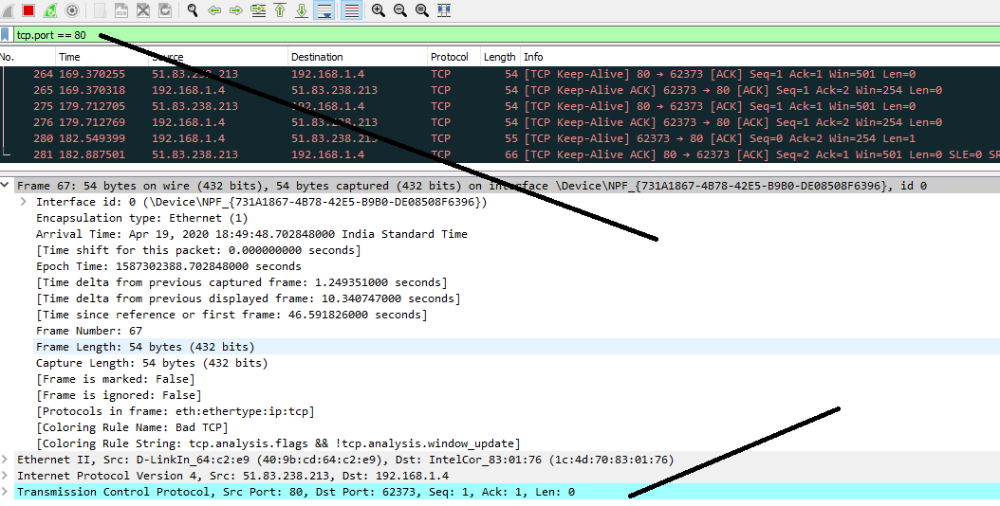 tcp.port == 80
No. Time Source Destination Protocol Length Info
264 169.370255 51.83.238.213 192.168.1.4 TCP 54 [TCP Keep-Alive] 80 → 62373 [ACK] Seq=1 Ack=1 Win=501 Len=0
265 169.370318 192.168.1.4 51.83.238.213 TCP 54 [TCP Keep-Alive ACK] 62373 → 80 [ACK] Seq=1 Ack=2 Win=254 Len=0
275 179.712705 51.83.238.213 192.168.1.4 TCP 54 [TCP Keep-Alive] 80 → 62373 [ACK] Seq=1 Ack=1 Win=501 Len=0
276 179.712769 192.168.1.4 51.83.238.213 TCP 54 [TCP Keep-Alive ACK] 62373 → 80 [ACK] Seq=1 Ack=2 Win=254 Len=0
280 182.549399 192.168.1.4 51.83.238.213 TCP 55 [TCP Keep-Alive] 62373 → 80 [ACK] Seq=0 Ack=2 Win=254 Len=1
281 182.887501 51.83.238.213 192.168.1.4 TCP 66 [TCP Keep-Alive ACK] 80 → 62373 [ACK] Seq=2 Ack=1 Win=501 Len=0 SLE=0 SR
Frame 67: 54 bytes on wire (432 bits), 54 bytes captured (432 bits) on interface \Device\NPF_{731A1867-4B78-42E5-B9B0-DE08508F6396}, id 0
Interface id: 0 (\Device\NPF_{731A1867-4B78-42E5-B9B0-DE08508F6396})
Encapsulation type: Ethernet (1)
Arrival Time: Apr 19, 2020 18:49:48.702848000 India Standard Time
[Time shift for this packet: 0.000000000 seconds]
Epoch Time: 1587302388.702848000 seconds
[Time delta from previous captured frame: 1.249351000 seconds]
[Time delta from previous displayed frame: 10.340747000 seconds]
[Time since reference or first frame: 46.591826000 seconds]
Frame Number: 67
Frame Length: 54 bytes (432 bits)
Capture Length: 54 bytes (432 bits)
[Frame is marked: False]
[Frame is ignored: False]
[Protocols in frame: eth:ethertype:ip:tcp]
[Coloring Rule Name: Bad TCP]
[Coloring Rule String: tcp.analysis.flags && !tcp.analysis.window_update]
Ethernet II, Src: D-LinkIn_64:c2:e9 (40:9b:cd:64:c2:e9), Dst: IntelCor_83:01:76 (1c:4d:70:83:01:76)
Internet Protocol Version 4, Src: 51.83.238.213, Dst: 192.168.1.4
Transmission Control Protocol, Src Port: 80, Dst Port: 62373, Seq: 1, Ack: 1, Len: 0